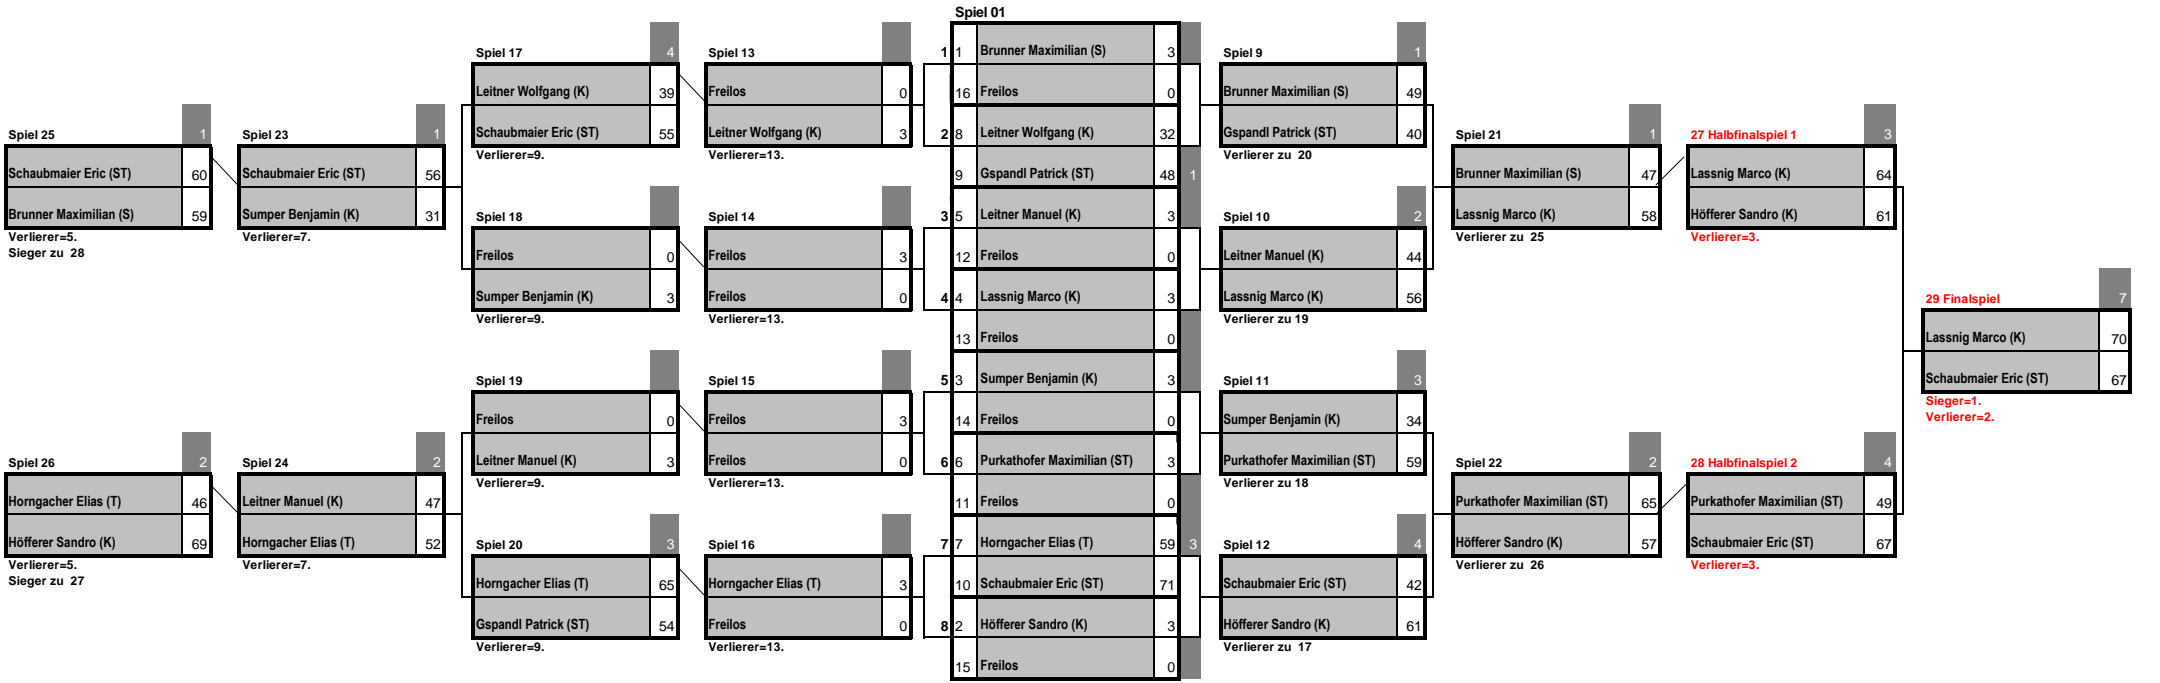 Spiel 01
1 1 Brunner Maximilian (S) 3
16 Freilos 0
2 8 Leitner Wolfgang (K) 32
9 Gspandl Patrick (ST) 48 1
3 5 Leitner Manuel (K) 3
12 Freilos 0
4 4 Lassnig Marco (K) 3
13 Freilos 0
5 3 Sumper Benjamin (K) 3
14 Freilos 0
6 6 Purkathofer Maximilian (ST) 3
11 Freilos 0
7 7 Horngacher Elias (T) 59 3
10 Schaubmaier Eric (ST) 71
8 2 Höfferer Sandro (K) 3
15 Freilos 0
Spiel 25 1
Schaubmaier Eric (ST) 60
Brunner Maximilian (S) 59
Verlierer=5.
Sieger zu 28
Spiel 26 2
Horngacher Elias (T) 46
Höfferer Sandro (K) 69
Verlierer=5.
Sieger zu 27
Spiel 23 1
Schaubmaier Eric (ST) 56
Sumper Benjamin (K) 31
Verlierer=7.
Spiel 24 2
Leitner Manuel (K) 47
Horngacher Elias (T) 52
Verlierer=7.
Spiel 17 4
Leitner Wolfgang (K) 39
Schaubmaier Eric (ST) 55
Verlierer=9.
Spiel 18
Freilos 0
Sumper Benjamin (K) 3
Verlierer=9.
Spiel 19
Freilos 0
Leitner Manuel (K) 3
Verlierer=9.
Spiel 20 3
Horngacher Elias (T) 65
Gspandl Patrick (ST) 54
Verlierer=9.
Spiel 13
Freilos 0
Leitner Wolfgang (K) 3
Verlierer=13.
Spiel 14
Freilos 3
Freilos 0
Verlierer=13.
Spiel 15
Freilos 3
Freilos 0
Verlierer=13.
Spiel 16
Horngacher Elias (T) 3
Freilos 0
Verlierer=13.
Spiel 9 1
Brunner Maximilian (S) 49
Gspandl Patrick (ST) 40
Verlierer zu 20
Spiel 10 2
Leitner Manuel (K) 44
Lassnig Marco (K) 56
Verlierer zu 19
Spiel 11 3
Sumper Benjamin (K) 34
Purkathofer Maximilian (ST) 59
Verlierer zu 18
Spiel 12 4
Schaubmaier Eric (ST) 42
Höfferer Sandro (K) 61
Verlierer zu 17
Spiel 21 1
Brunner Maximilian (S) 47
Lassnig Marco (K) 58
Verlierer zu 25
Spiel 22 2
Purkathofer Maximilian (ST) 65
Höfferer Sandro (K) 57
Verlierer zu 26
27 Halbfinalspiel 1 3
Lassnig Marco (K) 64
Höfferer Sandro (K) 61
Verlierer=3.
28 Halbfinalspiel 2 4
Purkathofer Maximilian (ST) 49
Schaubmaier Eric (ST) 67
Verlierer=3.
29 Finalspiel 7
Lassnig Marco (K) 70
Schaubmaier Eric (ST) 67
Sieger=1.
Verlierer=2.